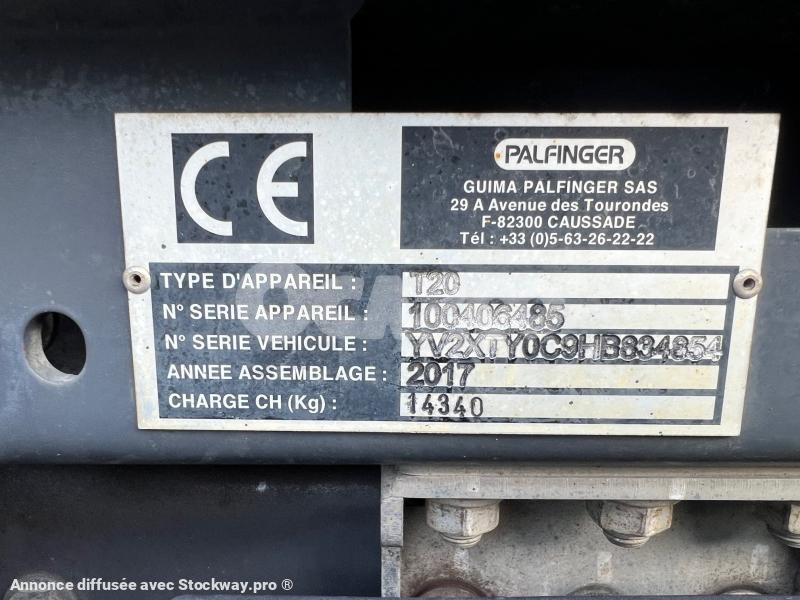 CE
PALFINGER
GUIMA PALFINGER SAS
29 A Avenue des Tourondes
F-82300 CAUSSADE
Tél : +33 (0)5-63-26-22-22
TYPE D'APPAREIL : T20
N° SERIE APPAREIL : 100406485
N° SERIE VEHICULE : YV2XTY0C9HB834854
ANNEE ASSEMBLAGE : 2017
CHARGE CH (Kg) : 14340
Annonce diffusée avec Stockway.pro ®